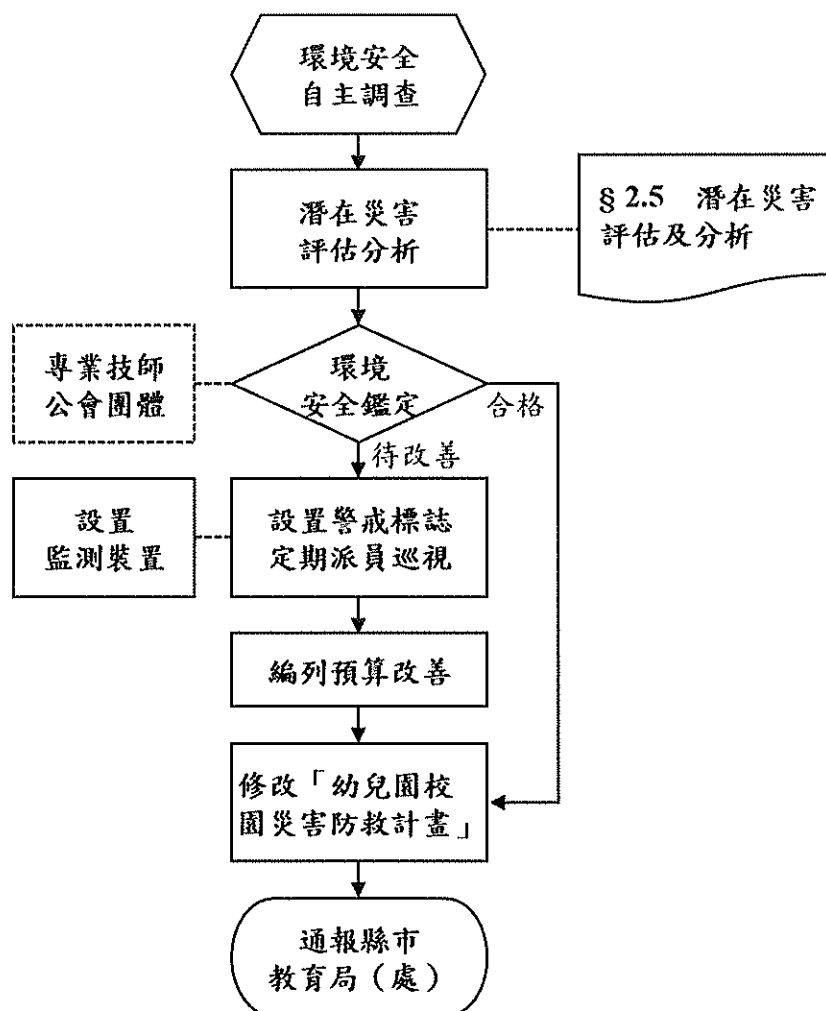 環境安全
自主調查
潛在災害
評估分析
§ 2.5 潛在災害
評估及分析
專業技師
公會團體
環境
安全鑑定
合格
待改善
設置
監測裝置
設置警戒標誌
定期派員巡視
編列預算改善
修改「幼兒園校
園災害防救計畫」
通報縣市
教育局（處）